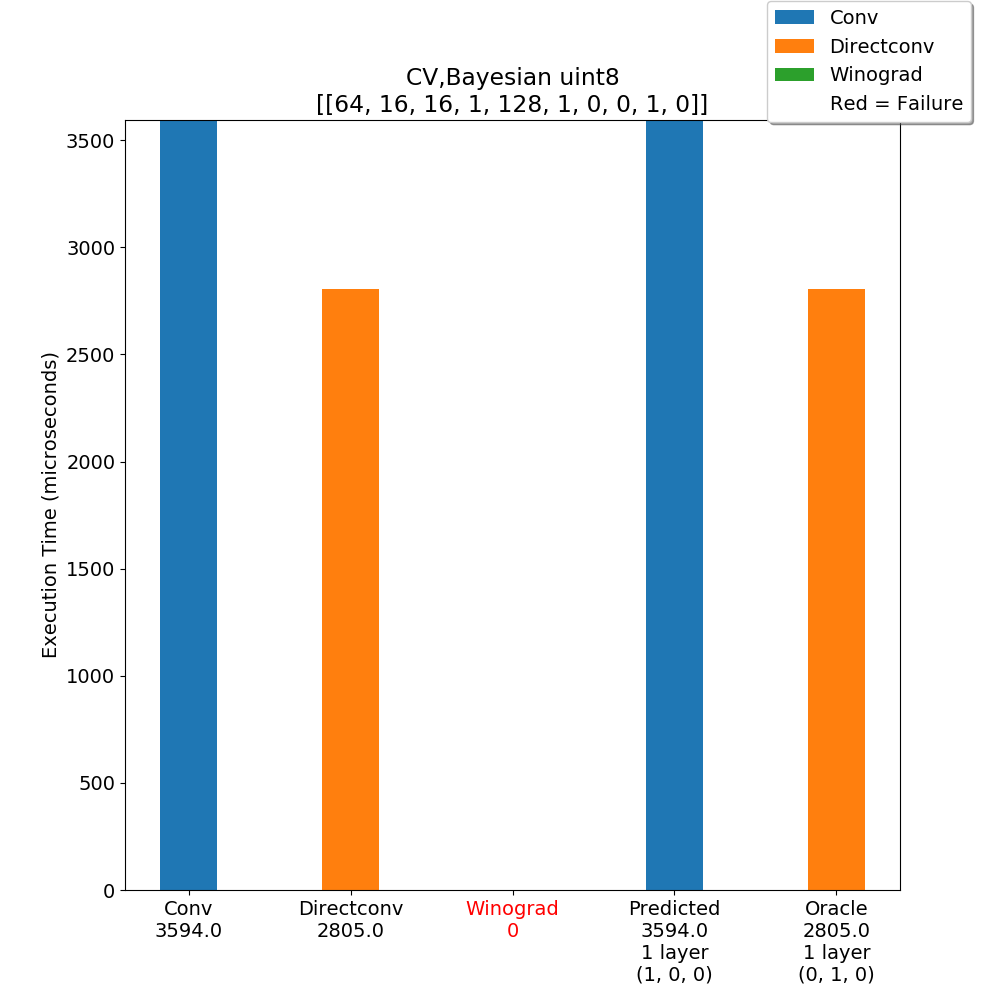 Conv
Directconv
Winograd
Red = Failure
CV,Bayesian uint8
[[64, 16, 16, 1, 128, 1, 0, 0, 1, 0]]
Execution Time (microseconds)
3500
3000
2500
2000
1500
1000
500
0
Conv
3594.0
Directconv
2805.0
Winograd
0
Predicted
3594.0
1 layer
(1, 0, 0)
Oracle
2805.0
1 layer
(0, 1, 0)